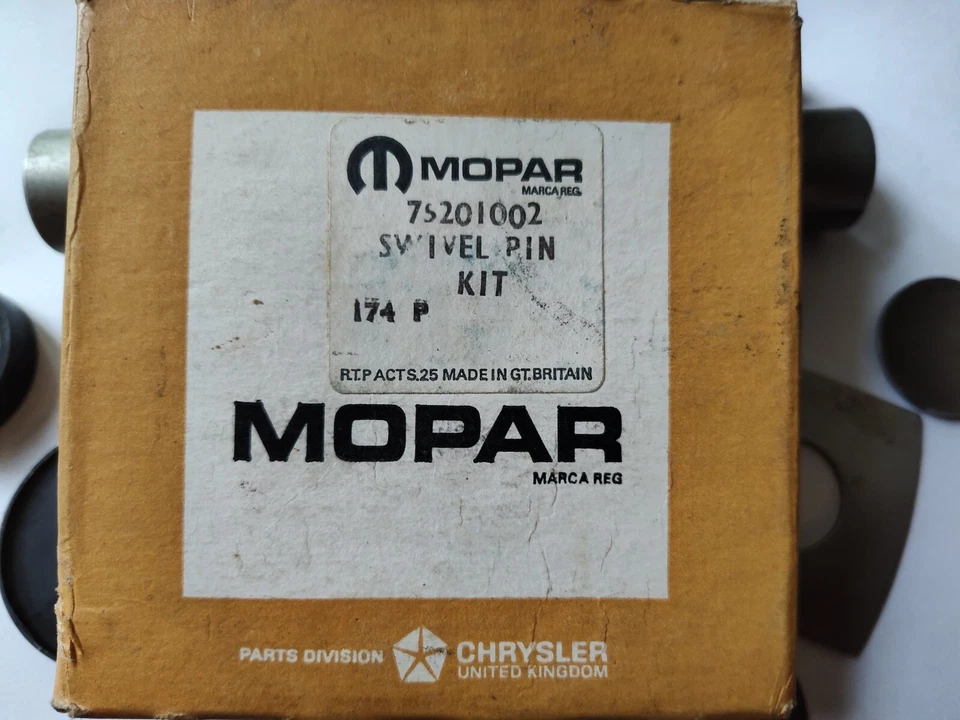 MOPAR
MARCA REG.
75201002
SWIVEL PIN
KIT
174 P
R.T.P ACT S.25 MADE IN GT.BRITAIN
MOPAR
MARCA REG
PARTS DIVISION CHRYSLER
UNITED KINGDOM